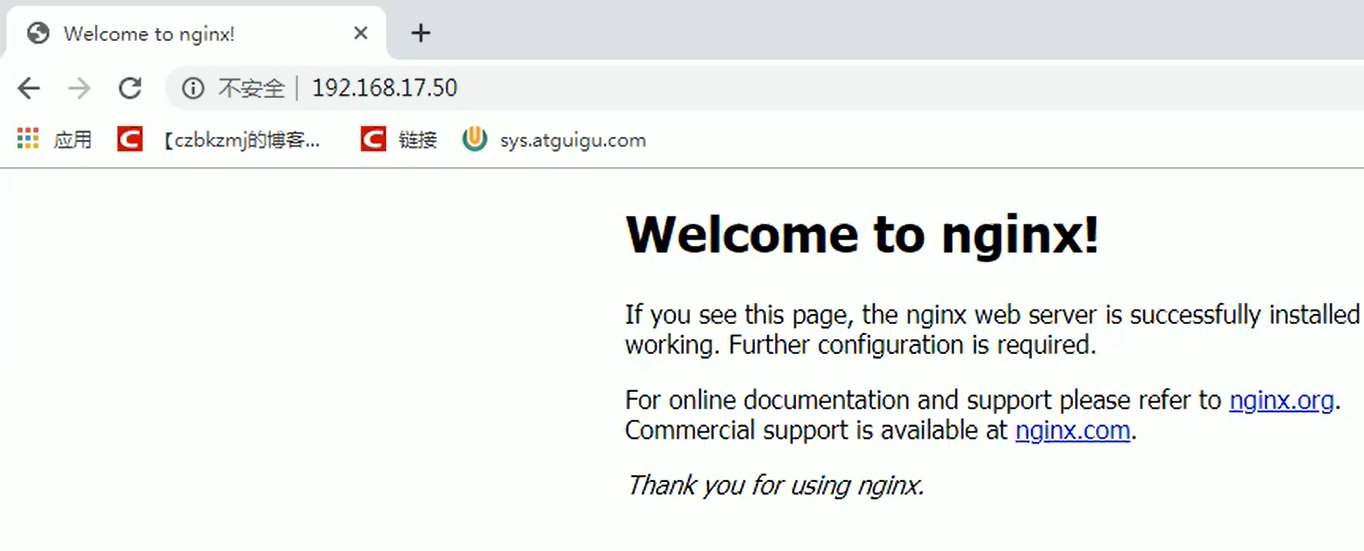 Welcome to nginx!
不安全 192.168.17.50
应用 【czbkzmj的博客... 链接 sys.atguigu.com
Welcome to nginx!
If you see this page, the nginx web server is successfully installed
working. Further configuration is required.
For online documentation and support please refer to nginx.org.
Commercial support is available at nginx.com.
Thank you for using nginx.